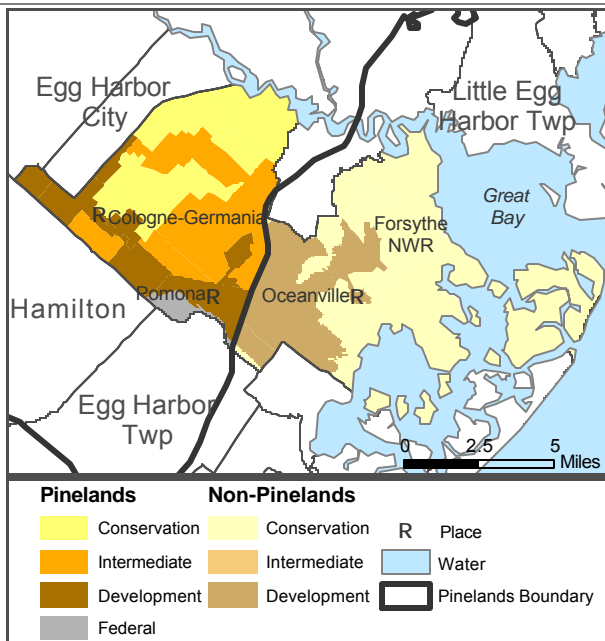 Egg Harbor
City
Little Egg
Harbor Twp
Great
Bay
R
Cologne-Germania
Forsythe
NWR
Pomona R
Oceanville R
Hamilton
Egg Harbor
Twp
0 2.5 5
Miles
Pinelands Non-Pinelands
Conservation Conservation R Place
Intermediate Intermediate Water
Development Development Pinelands Boundary
Federal